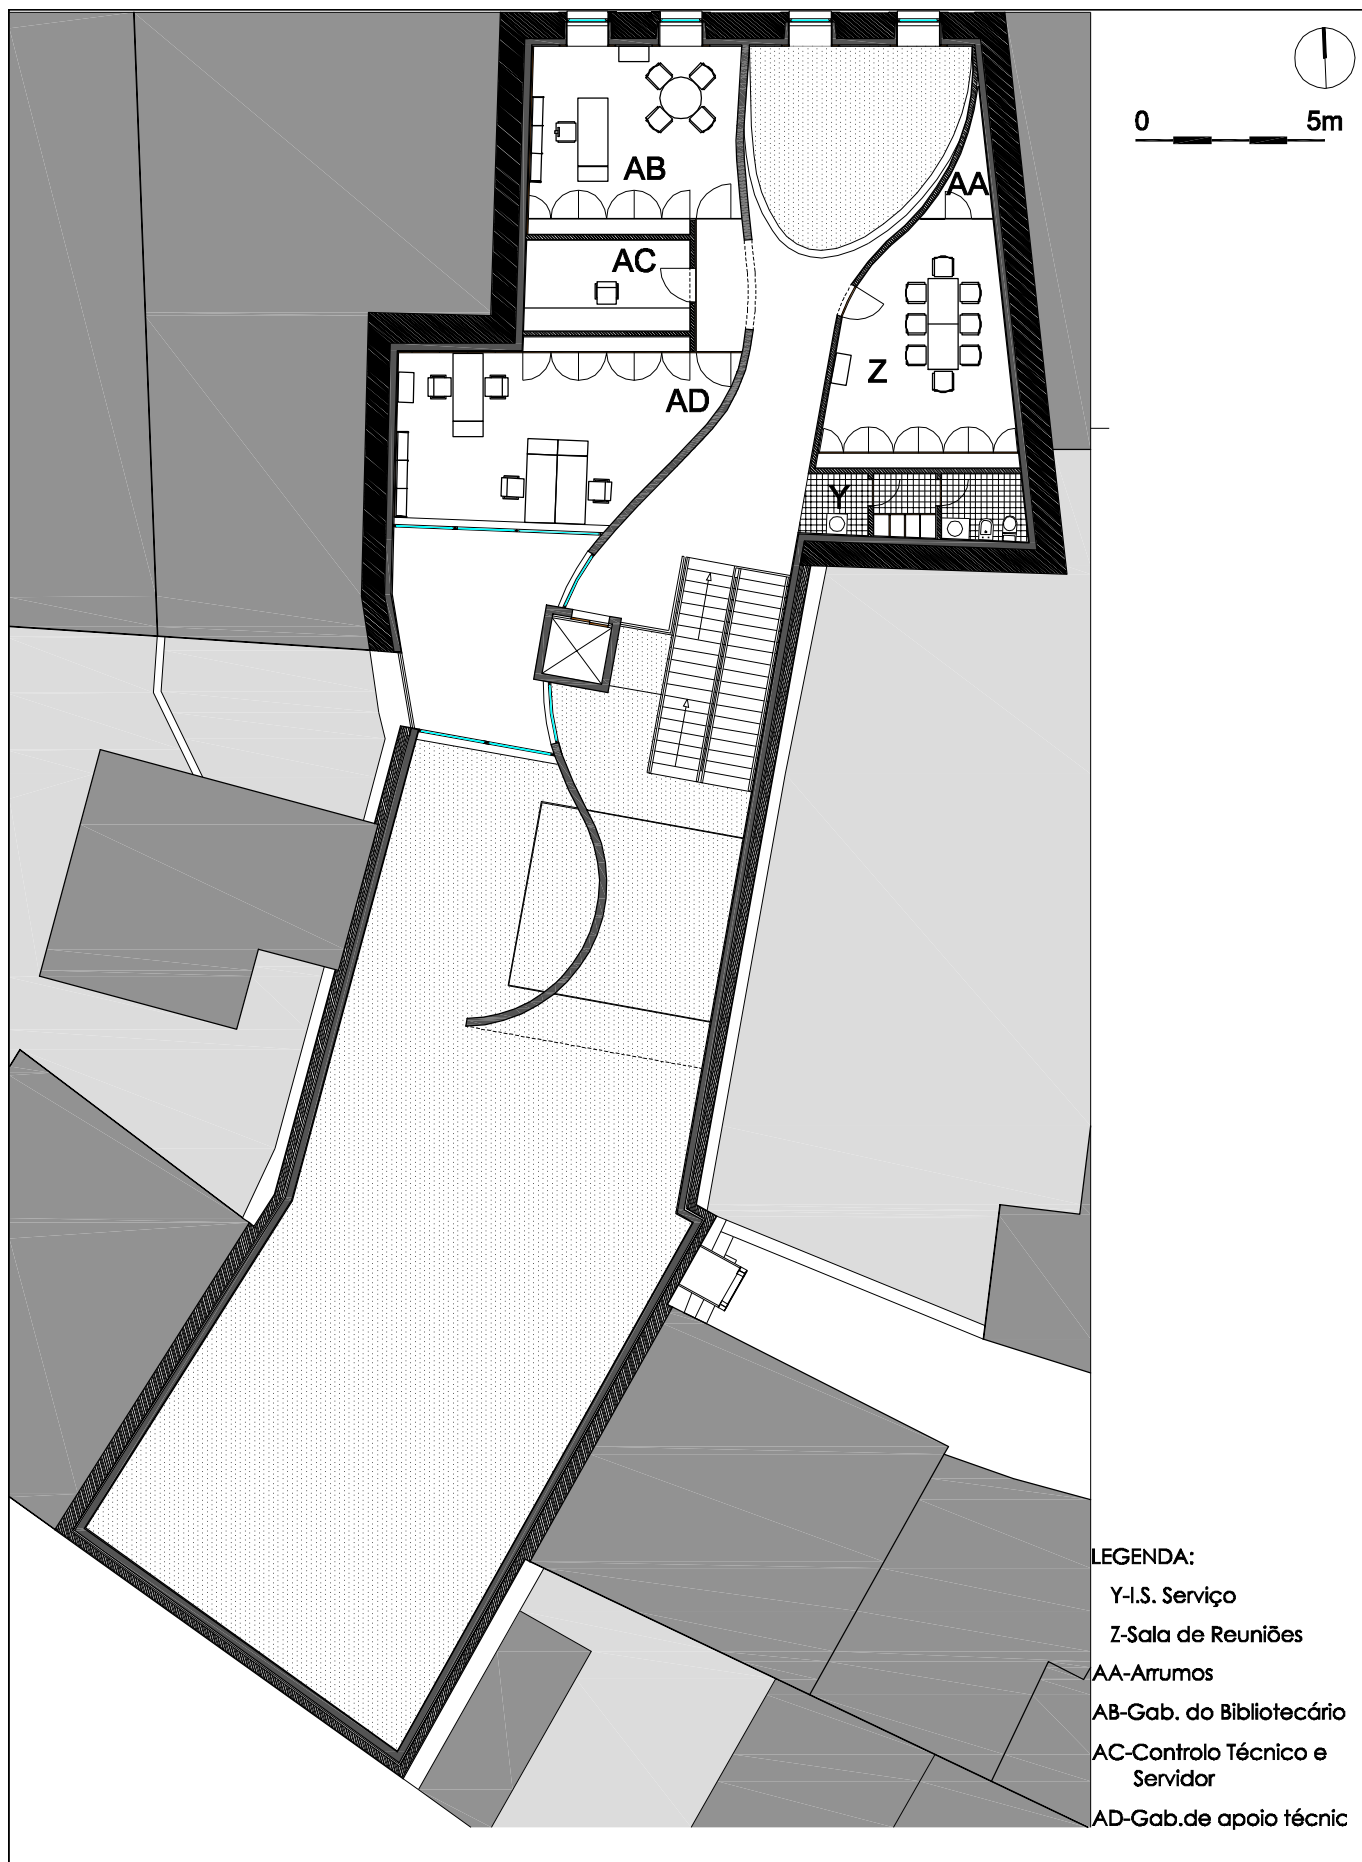 0 5m
AB
AA
AC
Z
AD
Y
LEGENDA:
Y-I.S. Serviço
Z-Sala de Reuniões
AA-Arrumos
AB-Gab. do Bibliotecário
AC-Controlo Técnico e
Servidor
AD-Gab.de apoio técnic